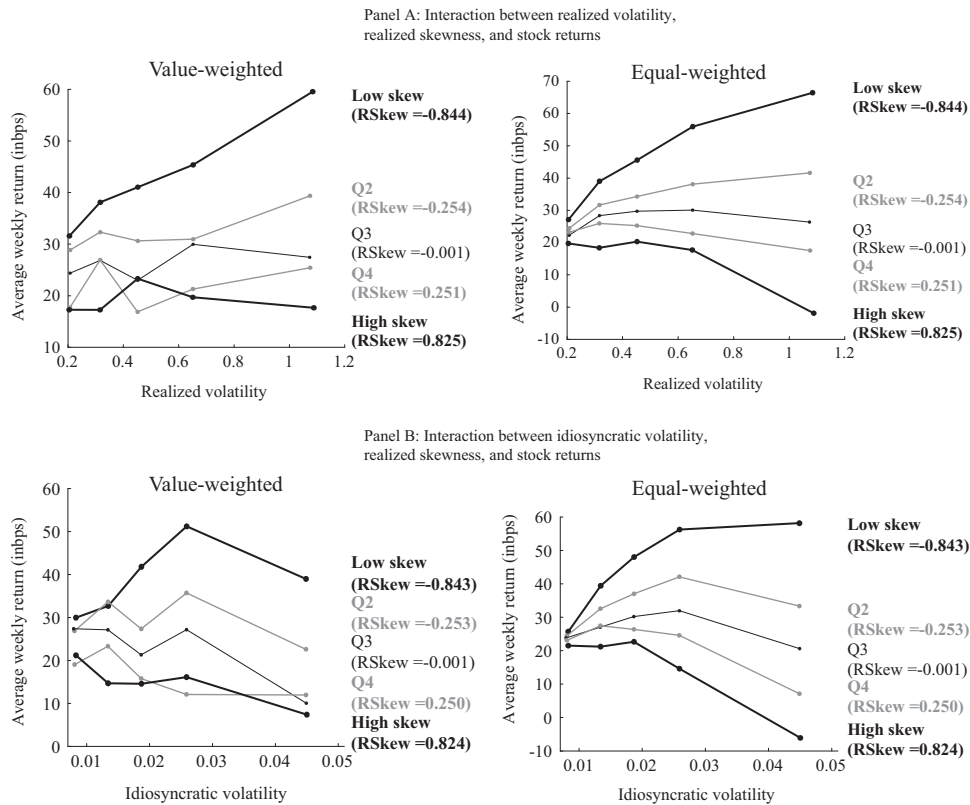 Panel A: Interaction between realized volatility,
realized skewness, and stock returns
Value-weighted
Average weekly return (inbps)
60
50
40
30
20
10
0.2
0.4
0.6
0.8
1
1.2
Realized volatility
Low skew
(RSkew =-0.844)
Q2
(RSkew =-0.254)
Q3
(RSkew =-0.001)
Q4
(RSkew =0.251)
High skew
(RSkew =0.825)
Equal-weighted
Average weekly return (inbps)
70
60
50
40
30
20
10
0
-10
0.2
0.4
0.6
0.8
1
1.2
Realized volatility
Low skew
(RSkew =-0.844)
Q2
(RSkew =-0.254)
Q3
(RSkew =-0.001)
Q4
(RSkew =0.251)
High skew
(RSkew =0.825)
Panel B: Interaction between idiosyncratic volatility,
realized skewness, and stock returns
Value-weighted
Average weekly return (inbps)
60
50
40
30
20
10
0
0.01
0.02
0.03
0.04
0.05
Idiosyncratic volatility
Low skew
(RSkew =-0.843)
Q2
(RSkew =-0.253)
Q3
(RSkew =-0.001)
Q4
(RSkew =0.250)
High skew
(RSkew =0.824)
Equal-weighted
Average weekly return (inbps)
60
50
40
30
20
10
0
-10
0.01
0.02
0.03
0.04
0.05
Idiosyncratic volatility
Low skew
(RSkew =-0.843)
Q2
(RSkew =-0.253)
Q3
(RSkew =-0.001)
Q4
(RSkew =0.250)
High skew
(RSkew =0.824)